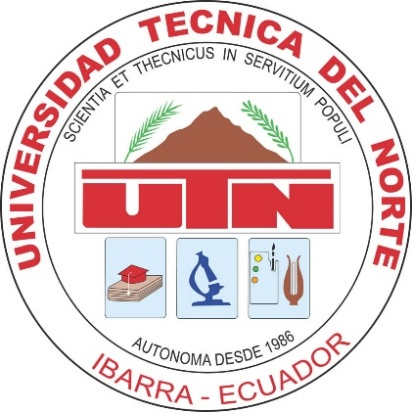 UNIVERSIDAD TECNICA DEL NORTE
SCIENTIA ET THECNICUS IN SERVITIUM POPULI
UTN
AUTONOMA DESDE 1986
IBARRA - ECUADOR